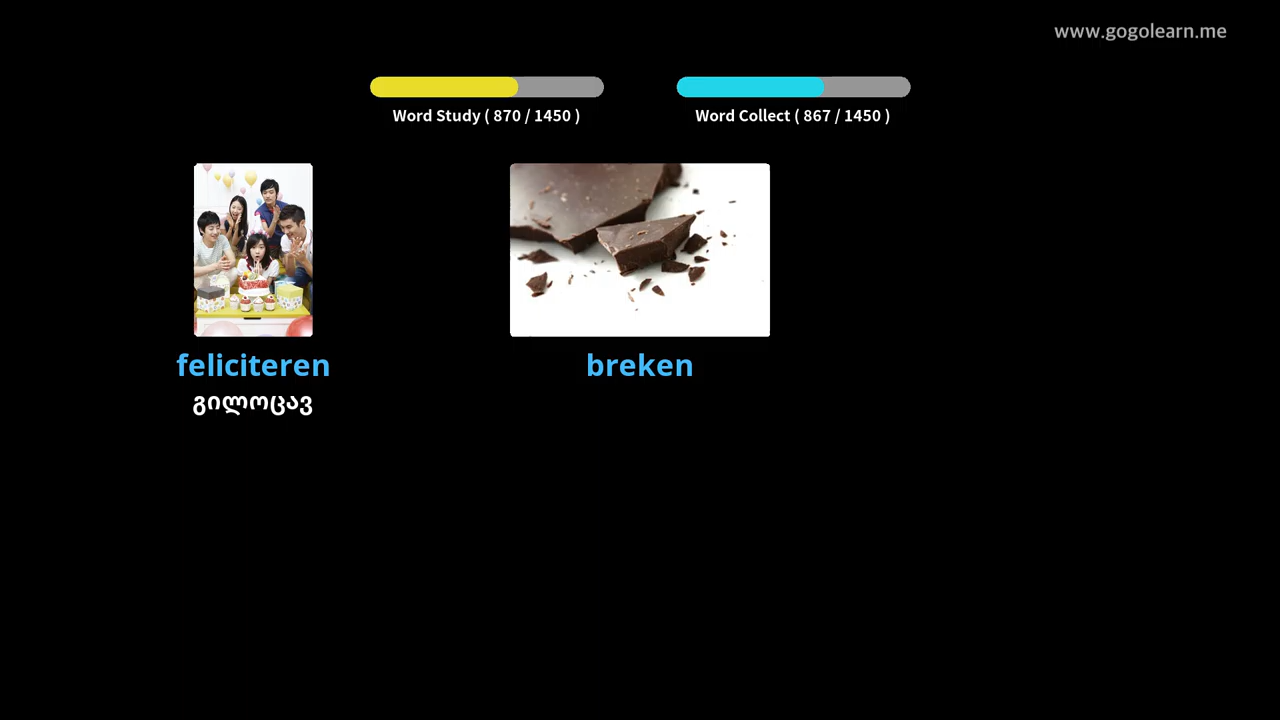 www.gogolearn.me
Word Study ( 870 / 1450 )
Word Collect ( 867 / 1450 )
feliciteren
გილოცავ
breken